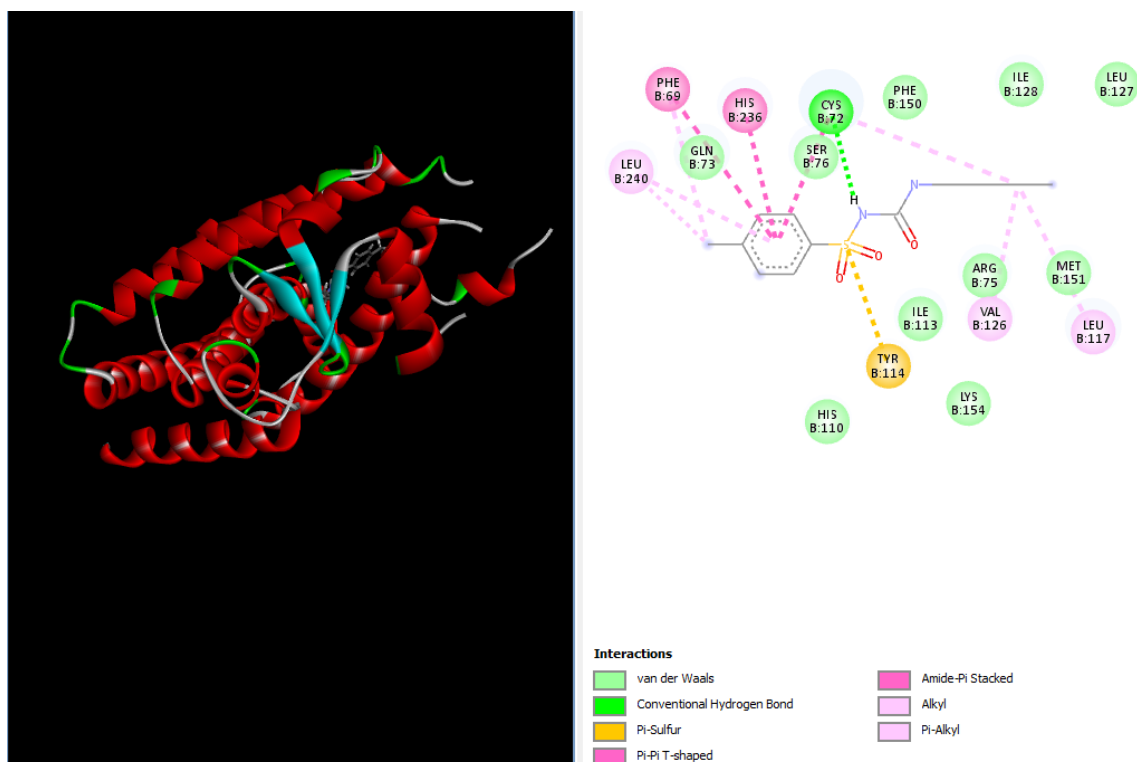 PHE
B:69
HIS
B:236
CYS
B:72
PHE
B:150
ILE
B:128
LEU
B:127
LEU
B:240
GLN
B:73
SER
B:76
H
N
N
S
O
O
O
ARG
B:75
MET
B:151
VAL
B:126
LEU
B:117
ILE
B:113
TYR
B:114
LYS
B:154
HIS
B:110
Interactions
van der Waals
Conventional Hydrogen Bond
Pi-Sulfur
Pi-Pi T-shaped
Amide-Pi Stacked
Alkyl
Pi-Alkyl